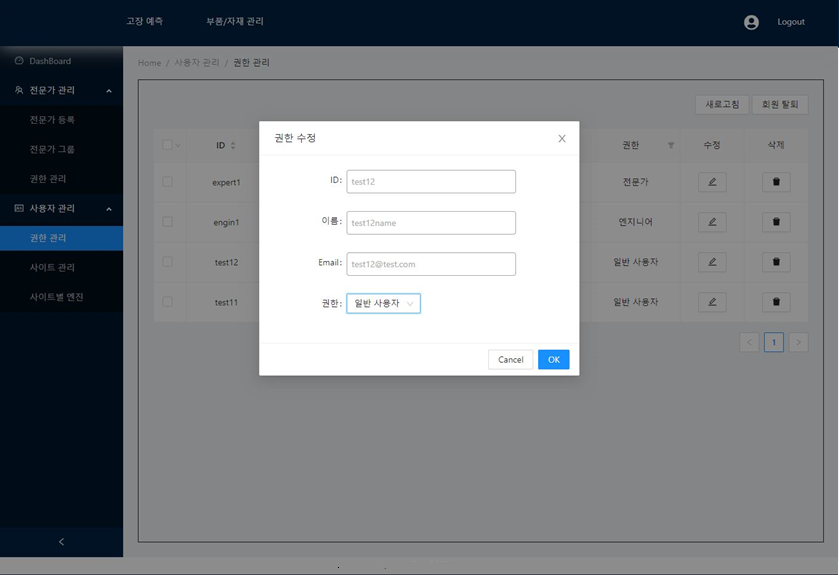 고장 예측 부품/자재 관리 Logout
DashBoard
전문가 관리
전문가 등록
전문가 그룹
권한 관리
사용자 관리
권한 관리
사이트 관리
사이트별 엔진
Home / 사용자 관리 / 권한 관리
새로고침 회원 탈퇴
ID 권한 수정 삭제
expert1 전문가
engin1 엔지니어
test12 일반 사용자
test11 일반 사용자
< 1 >
권한 수정
ID: test12
이름: test12name
Email: test12@test.com
권한: 일반 사용자
Cancel OK